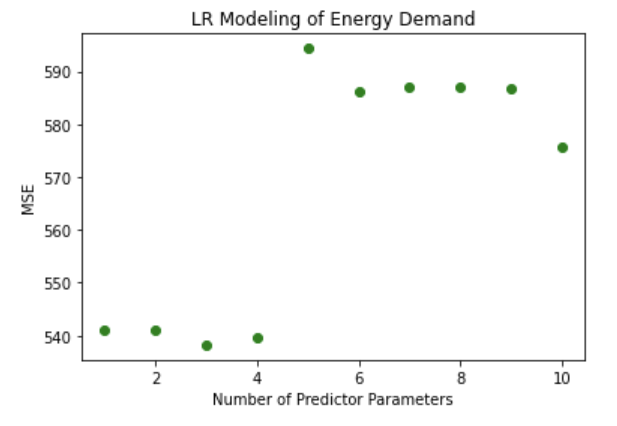 LR Modeling of Energy Demand
590
580
570
560
550
540
MSE
2 4 6 8 10
Number of Predictor Parameters